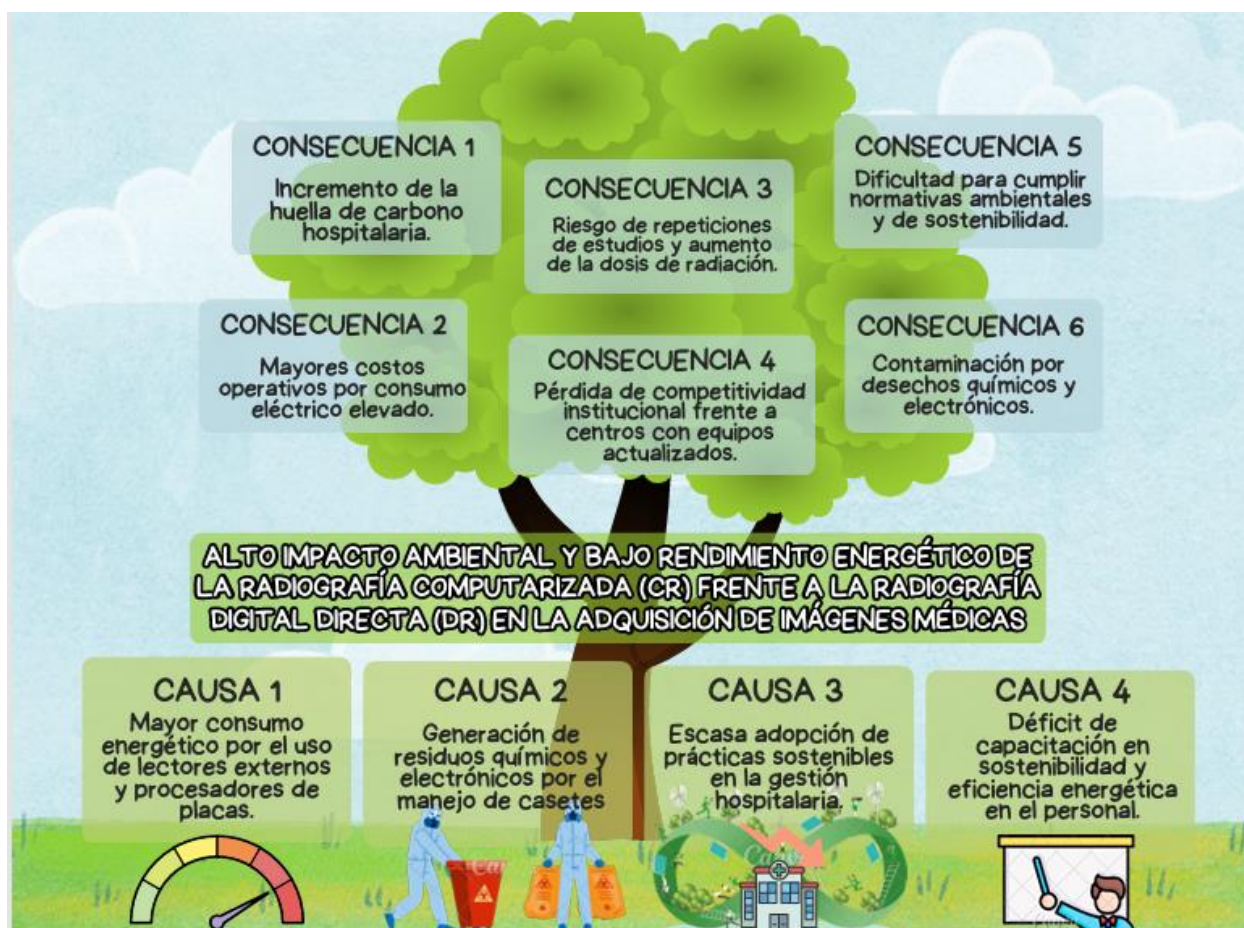 CONSECUENCIA 1
Incremento de la
huella de carbono
hospitalaria.
CONSECUENCIA 2
Mayores costos
operativos por consumo
eléctrico elevado.
CONSECUENCIA 3
Riesgo de repeticiones
de estudios y aumento
de la dosis de radiación.
CONSECUENCIA 4
Pérdida de competitividad
institucional frente a
centros con equipos
actualizados.
CONSECUENCIA 5
Dificultad para cumplir
normativas ambientales
y de sostenibilidad.
CONSECUENCIA 6
Contaminación por
desechos químicos y
electrónicos.
ALTO IMPACTO AMBIENTAL Y BAJO RENDIMIENTO ENERGÉTICO DE
LA RADIOGRAFÍA COMPUTARIZADA (CR) FRENTE A LA RADIOGRAFÍA
DIGITAL DIRECTA (DR) EN LA ADQUISICIÓN DE IMÁGENES MÉDICAS
CAUSA 1
Mayor consumo
energético por el uso
de lectores externos
y procesadores de
placas.
CAUSA 2
Generación de
residuos químicos y
electrónicos por el
manejo de casetes
CAUSA 3
Escasa adopción de
prácticas sostenibles
en la gestión
hospitalaria.
CAUSA 4
Déficit de
capacitación en
sostenibilidad y
eficiencia energética
en el personal.